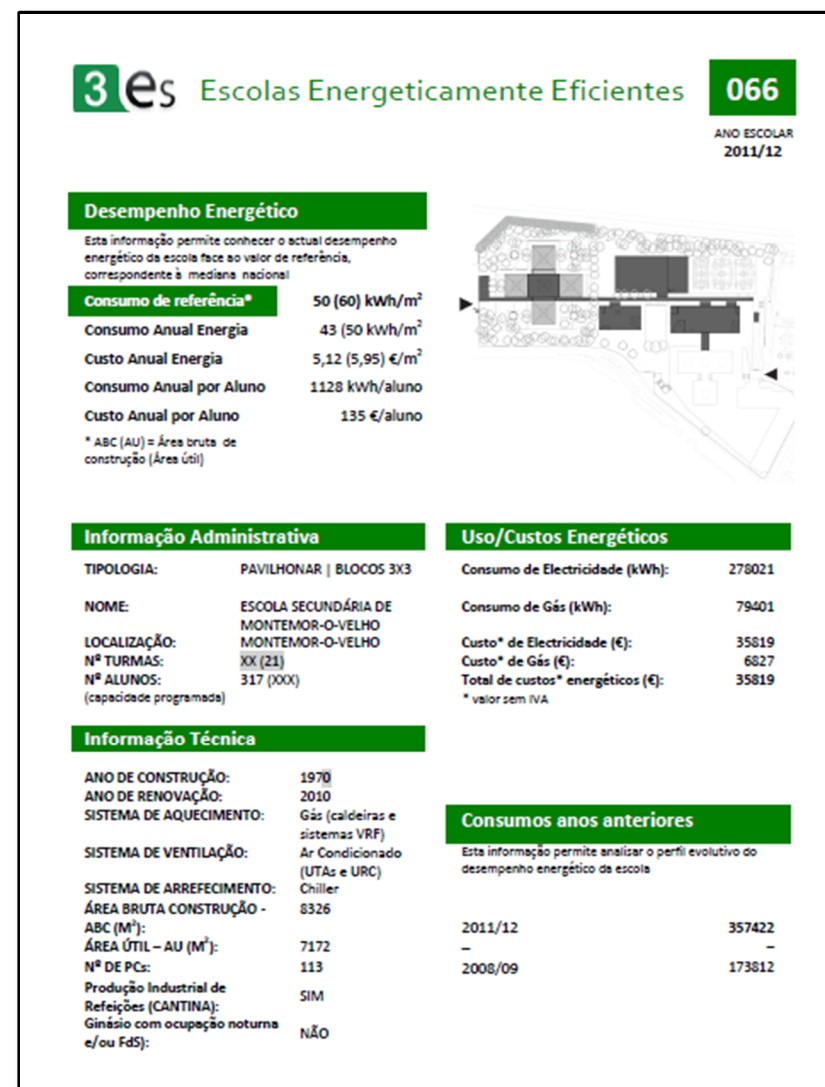 3es Escolas Energeticamente Eficientes
066
ANO ESCOLAR
2011/12
Desempenho Energético
Esta informação permite conhecer o actual desempenho
energético da escola face ao valor de referência,
correspondente à mediana nacional
Consumo de referência* 50 (60) kWh/m²
Consumo Anual Energia 43 (50 kWh/m²
Custo Anual Energia 5,12 (5,95) €/m²
Consumo Anual por Aluno 1128 kWh/aluno
Custo Anual por Aluno 135 €/aluno
* ABC (AU) = Área bruta de
construção (Área útil)
Informação Administrativa
TIPOLOGIA: PAVILHONAR | BLOCOS 3X3
NOME: ESCOLA SECUNDÁRIA DE
MONTEMOR-O-VELHO
LOCALIZAÇÃO: MONTEMOR-O-VELHO
Nº TURMAS: XX (21)
Nº ALUNOS: 317 (XXX)
(capacidade programada)
Uso/Custos Energéticos
Consumo de Electricidade (kWh): 278021
Consumo de Gás (kWh): 79401
Custo* de Electricidade (€): 35819
Custo* de Gás (€): 6827
Total de custos* energéticos (€): 35819
* valor sem IVA
Informação Técnica
ANO DE CONSTRUÇÃO: 1970
ANO DE RENOVAÇÃO: 2010
SISTEMA DE AQUECIMENTO: Gás (caldeiras e
sistemas VRF)
SISTEMA DE VENTILAÇÃO: Ar Condicionado
(UTAs e URC)
SISTEMA DE ARREFECIMENTO: Chiller
ÁREA BRUTA CONSTRUÇÃO - 8326
ABC (M²):
ÁREA ÚTIL – AU (M²): 7172
Nº DE PCs: 113
Produção Industrial de
Refeições (CANTINA): SIM
Ginásio com ocupação noturna
e/ou FdS): NÃO
Consumos anos anteriores
Esta informação permite analisar o perfil evolutivo do
desempenho energético da escola
2011/12 357422
– –
2008/09 173812